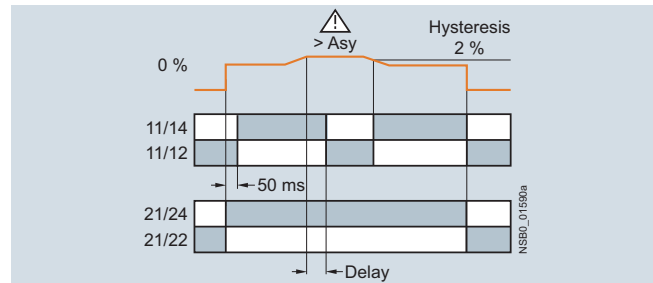 > Asy
Hysteresis
2 %
0 %
11/14
11/12
50 ms
21/24
21/22
Delay
NSB0_01590a